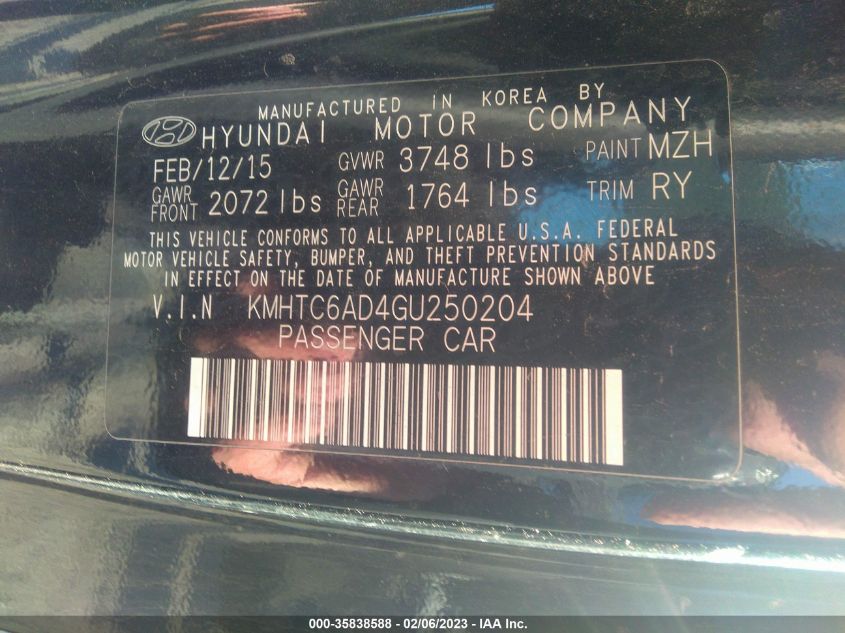 MANUFACTURED IN KOREA BY
HYUNDAI MOTOR COMPANY
FEB/12/15 GVWR 3748 lbs PAINT MZH
GAWR FRONT 2072 lbs GAWR REAR 1764 lbs TRIM RY
THIS VEHICLE CONFORMS TO ALL APPLICABLE U.S.A. FEDERAL
MOTOR VEHICLE SAFETY, BUMPER, AND THEFT PREVENTION STANDARDS
IN EFFECT ON THE DATE OF MANUFACTURE SHOWN ABOVE
V.I.N KMHTC6AD4GU250204
PASSENGER CAR
000-35838588 - 02/06/2023 - IAA Inc.